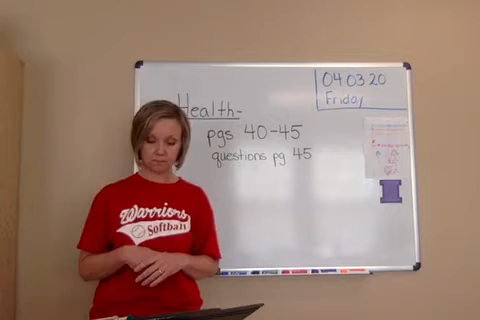 Health-
pgs 40-45
questions pg 45
04 03 20
Friday
Warriors
Softball